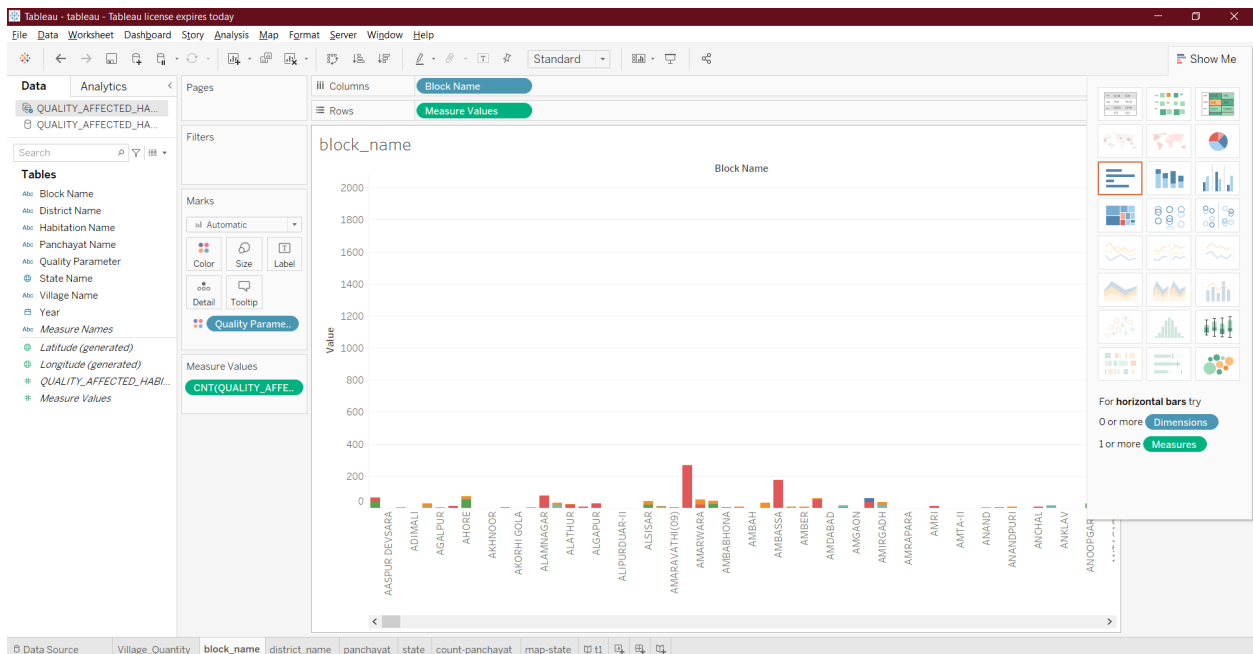 Tableau - tableau - Tableau license expires today
File Data Worksheet Dashboard Story Analysis Map Format Server Window Help
Standard
Show Me
Data Analytics
QUALITY_AFFECTED_HA...
QUALITY_AFFECTED_HA...
Search
Tables
Abc Block Name
Abc District Name
Abc Habitation Name
Abc Panchayat Name
Abc Quality Parameter
State Name
Abc Village Name
Year
Abc Measure Names
Latitude (generated)
Longitude (generated)
# QUALITY_AFFECTED_HABI...
# Measure Values
Pages
Filters
Marks
Automatic
Color Size Label
Detail Tooltip
Quality Parame..
Measure Values
CNT(QUALITY_AFFE..
Columns Block Name
Rows Measure Values
block_name
Block Name
Value
2000
1800
1600
1400
1200
1000
800
600
400
200
0
AASPUR DEVSARA
ADIMALI
AGALPUR
AHORE
AKHNOOR
AKORHI GOLA
ALAMNAGAR
ALATHUR
ALGAPUR
ALIPURDUAR-II
ALSISAR
AMARAVATHI(09)
AMARWARA
AMBABHONA
AMBAH
AMBASSA
AMBER
AMDABAD
AMGAON
AMIRGADH
AMRAPARA
AMRI
AMTA-II
ANAND
ANANDPURI
ANCHAL
ANKLAV
ANOOPGAR
For horizontal bars try
0 or more Dimensions
1 or more Measures
Data Source Village_Quantity block_name district_name panchayat state count-panchayat map-state t1